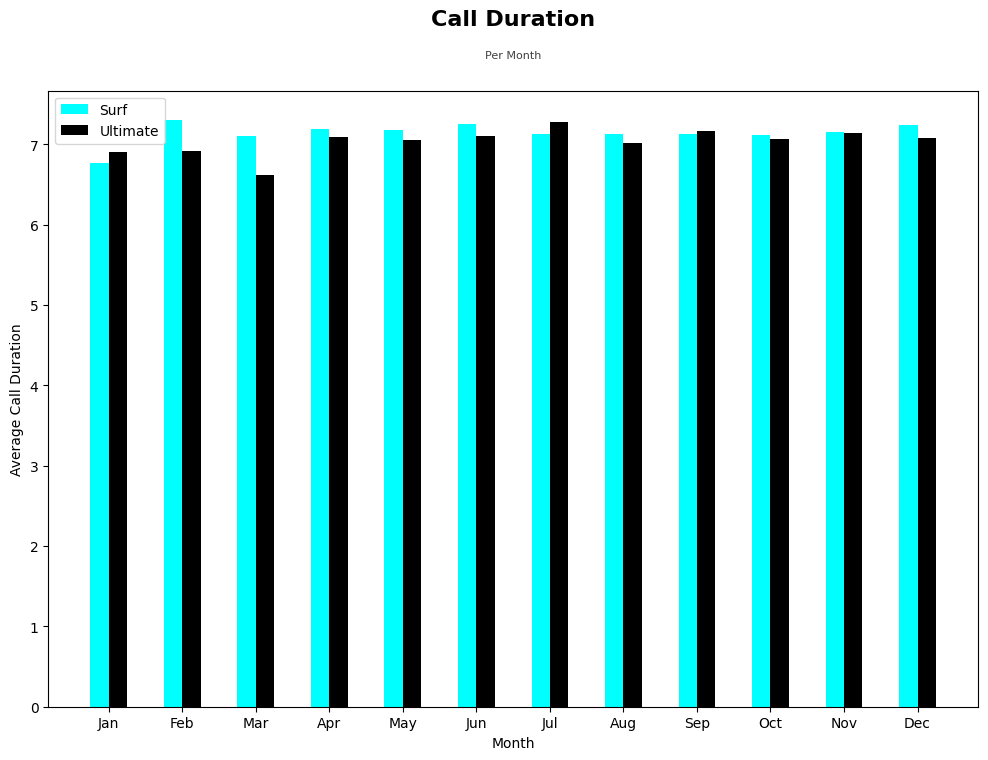 Call Duration
Per Month
Surf
Ultimate
Average Call Duration
7
6
5
4
3
2
1
0
Jan Feb Mar Apr May Jun Jul Aug Sep Oct Nov Dec
Month